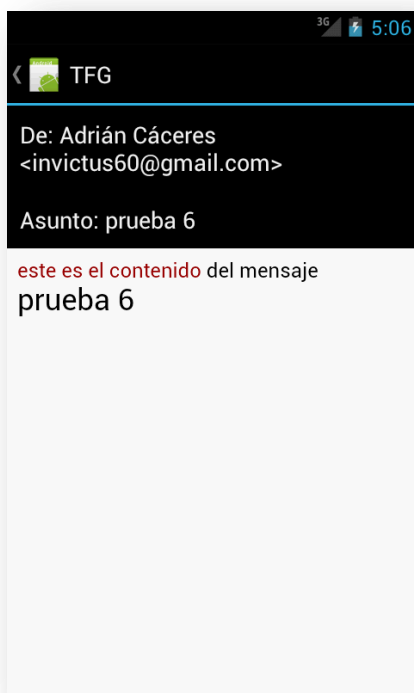 3G 5:06
TFG
De: Adrián Cáceres
<invictus60@gmail.com>
Asunto: prueba 6
este es el contenido del mensaje
prueba 6